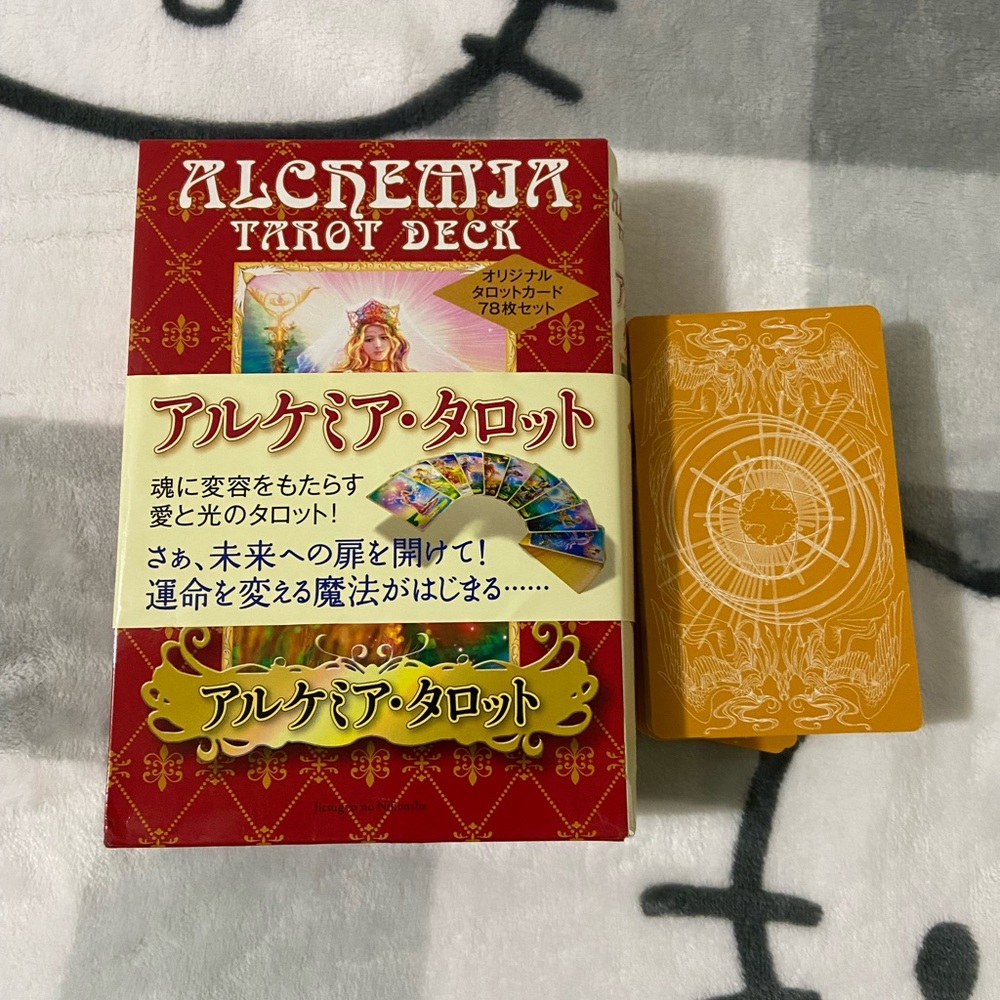 ALCHEMIA
TAROT DECK
オリジナル
タロットカード
78枚セット
アルケミア・タロット
魂に変容をもたらす
愛と光のタロット!
さぁ、未来への扉を開けて!
運命を変える魔法がはじまる……
アルケミア・タロット
Jitsugyo no Nihonsha